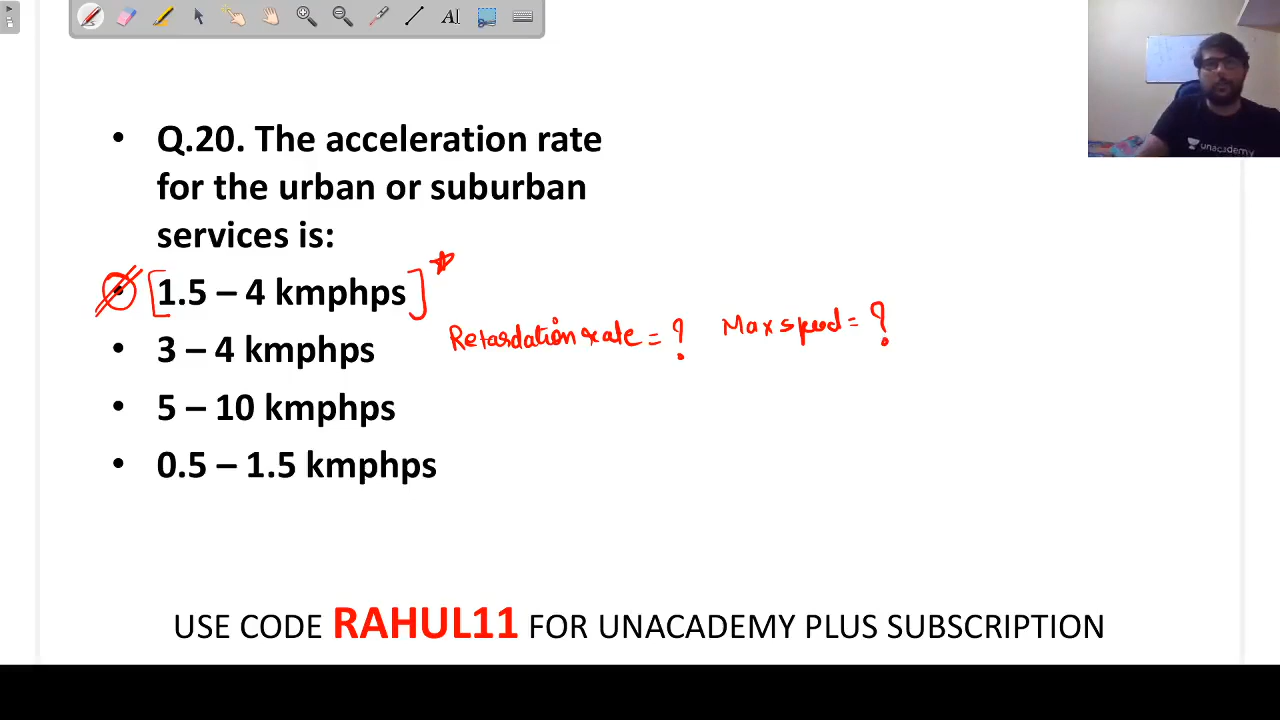 unacademy
• Q.20. The acceleration rate
for the urban or suburban
services is:
• [1.5 – 4 kmphps]
Retardation rate = ? Max speed = ?
• 3 – 4 kmphps
• 5 – 10 kmphps
• 0.5 – 1.5 kmphps
USE CODE RAHUL11 FOR UNACADEMY PLUS SUBSCRIPTION